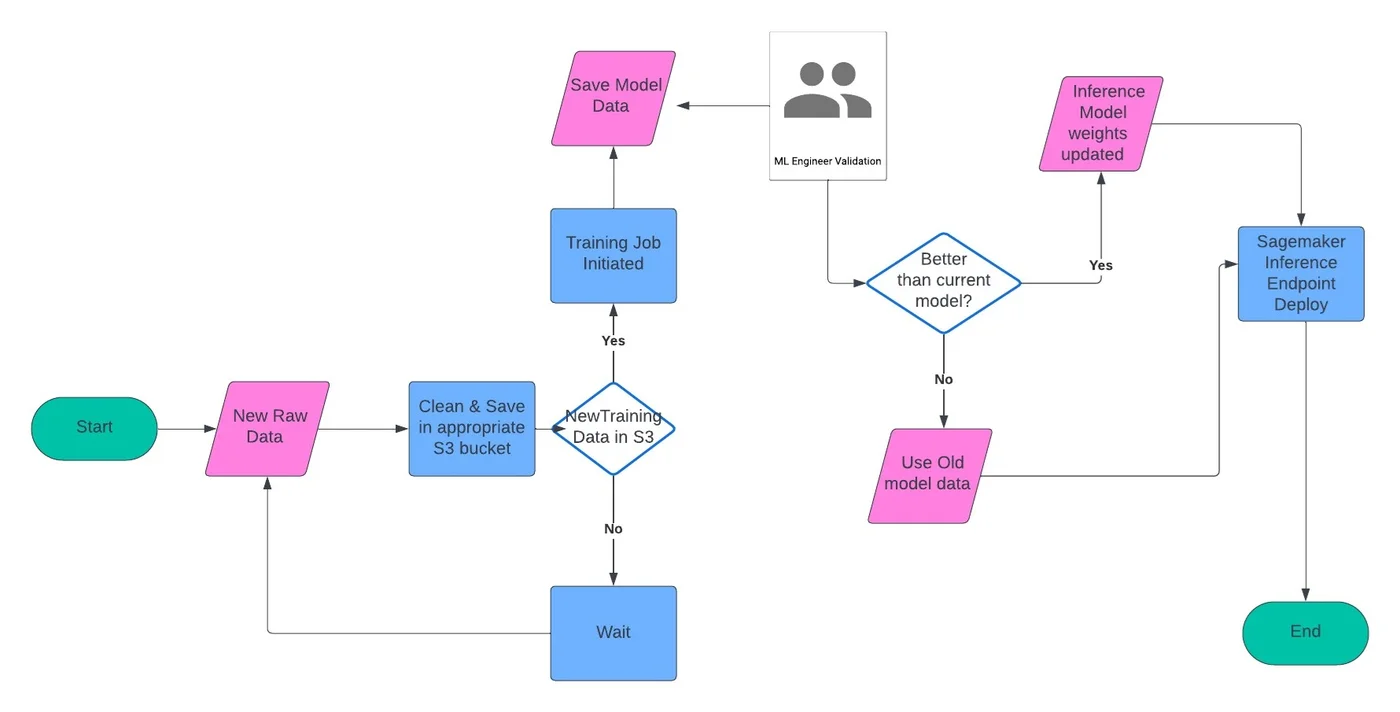 Start
New Raw
Data
Clean & Save
in appropriate
S3 bucket
NewTraining
Data in S3
Yes
Training Job
Initiated
Save Model
Data
No
Wait
ML Engineer Validation
Better
than current
model?
Yes
Inference
Model
weights
updated
No
Use Old
model data
Sagemaker
Inference
Endpoint
Deploy
End